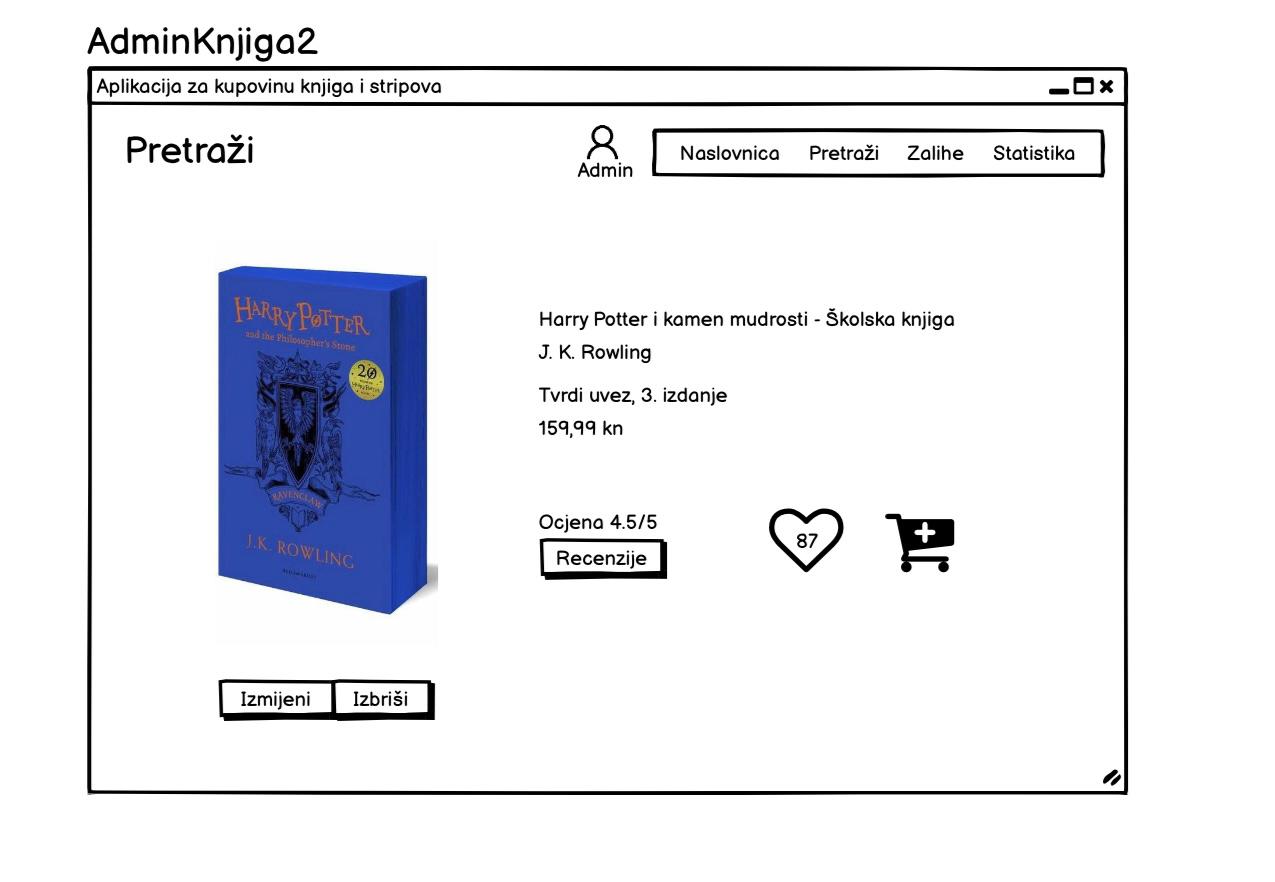 AdminKnjiga2
Aplikacija za kupovinu knjiga i stripova
Pretraži
Admin
Naslovnica Pretraži Zalihe Statistika
HARRY POTTER
and the Philosopher's Stone
20
RAVENCLAW
J.K. ROWLING
Harry Potter i kamen mudrosti - Školska knjiga
J. K. Rowling
Tvrdi uvez, 3. izdanje
159,99 kn
Ocjena 4.5/5
Recenzije
87
Izmijeni Izbriši